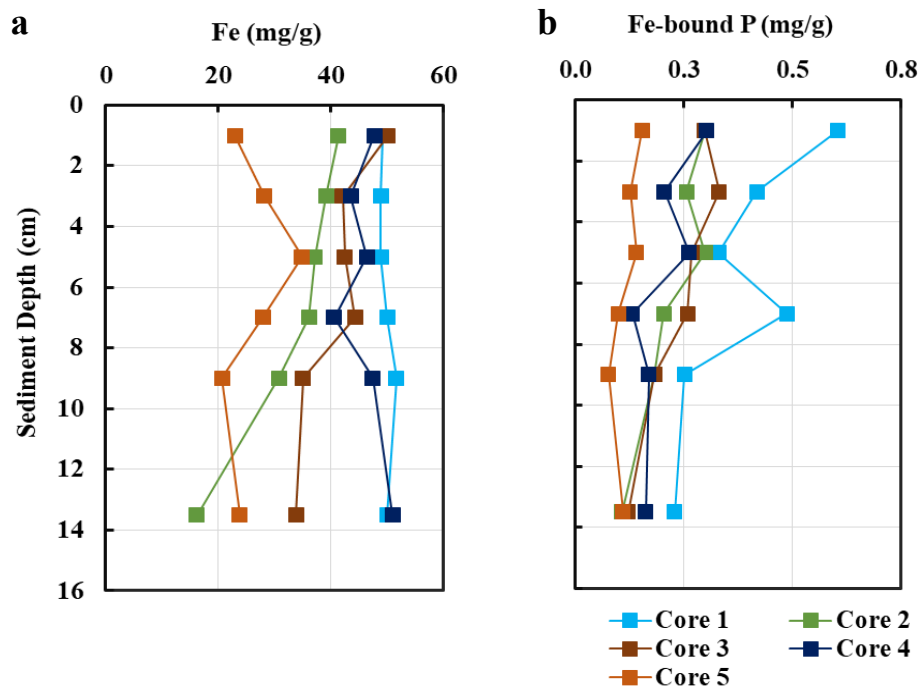 a
Fe (mg/g)
0 20 40 60
0
2
4
6
8
10
12
14
16
Sediment Depth (cm)
b
Fe-bound P (mg/g)
0.0 0.3 0.5 0.8
Core 1 Core 2
Core 3 Core 4
Core 5